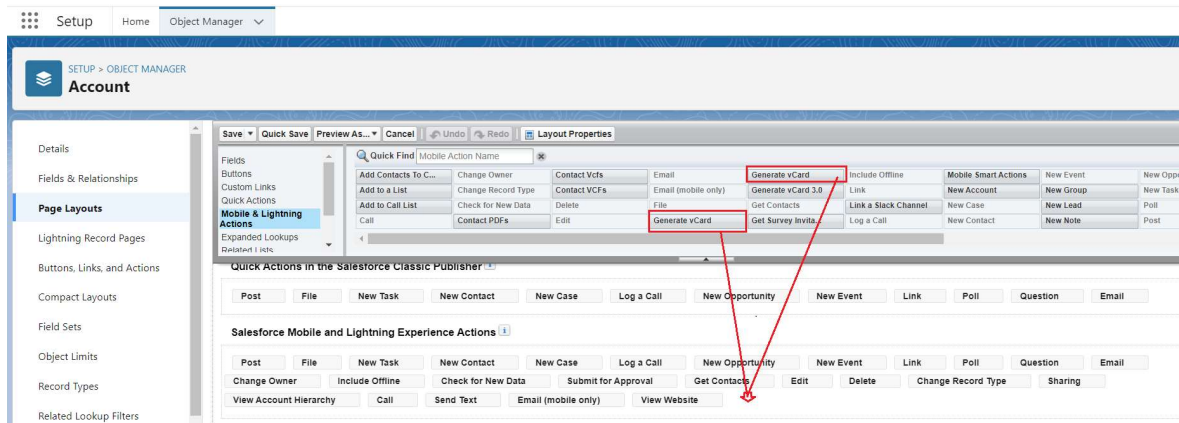 Setup Home Object Manager
SETUP > OBJECT MANAGER
Account
Details
Fields & Relationships
Page Layouts
Lightning Record Pages
Buttons, Links, and Actions
Compact Layouts
Field Sets
Object Limits
Record Types
Related Lookup Filters
Save Quick Save Preview As... Cancel Undo Redo Layout Properties
Fields
Buttons
Custom Links
Quick Actions
Mobile & Lightning
Actions
Expanded Lookups
Related Lists
Quick Find Mobile Action Name
Add Contacts To C... Change Owner Contact Vcfs Email Generate vCard Include Offline Mobile Smart Actions New Event New Oppo
Add to a List Change Record Type Contact VCFs Email (mobile only) Generate vCard 3.0 Link New Account New Group New Task
Add to Call List Check for New Data Delete File Get Contacts Link a Slack Channel New Case New Lead Poll
Call Contact PDFs Edit Generate vCard Get Survey Invita... Log a Call New Contact New Note Post
Quick Actions in the Salesforce Classic Publisher
Post File New Task New Contact New Case Log a Call New Opportunity New Event Link Poll Question Email
Salesforce Mobile and Lightning Experience Actions
Post File New Task New Contact New Case Log a Call New Opportunity New Event Link Poll Question Email
Change Owner Include Offline Check for New Data Submit for Approval Get Contacts Edit Delete Change Record Type Sharing
View Account Hierarchy Call Send Text Email (mobile only) View Website